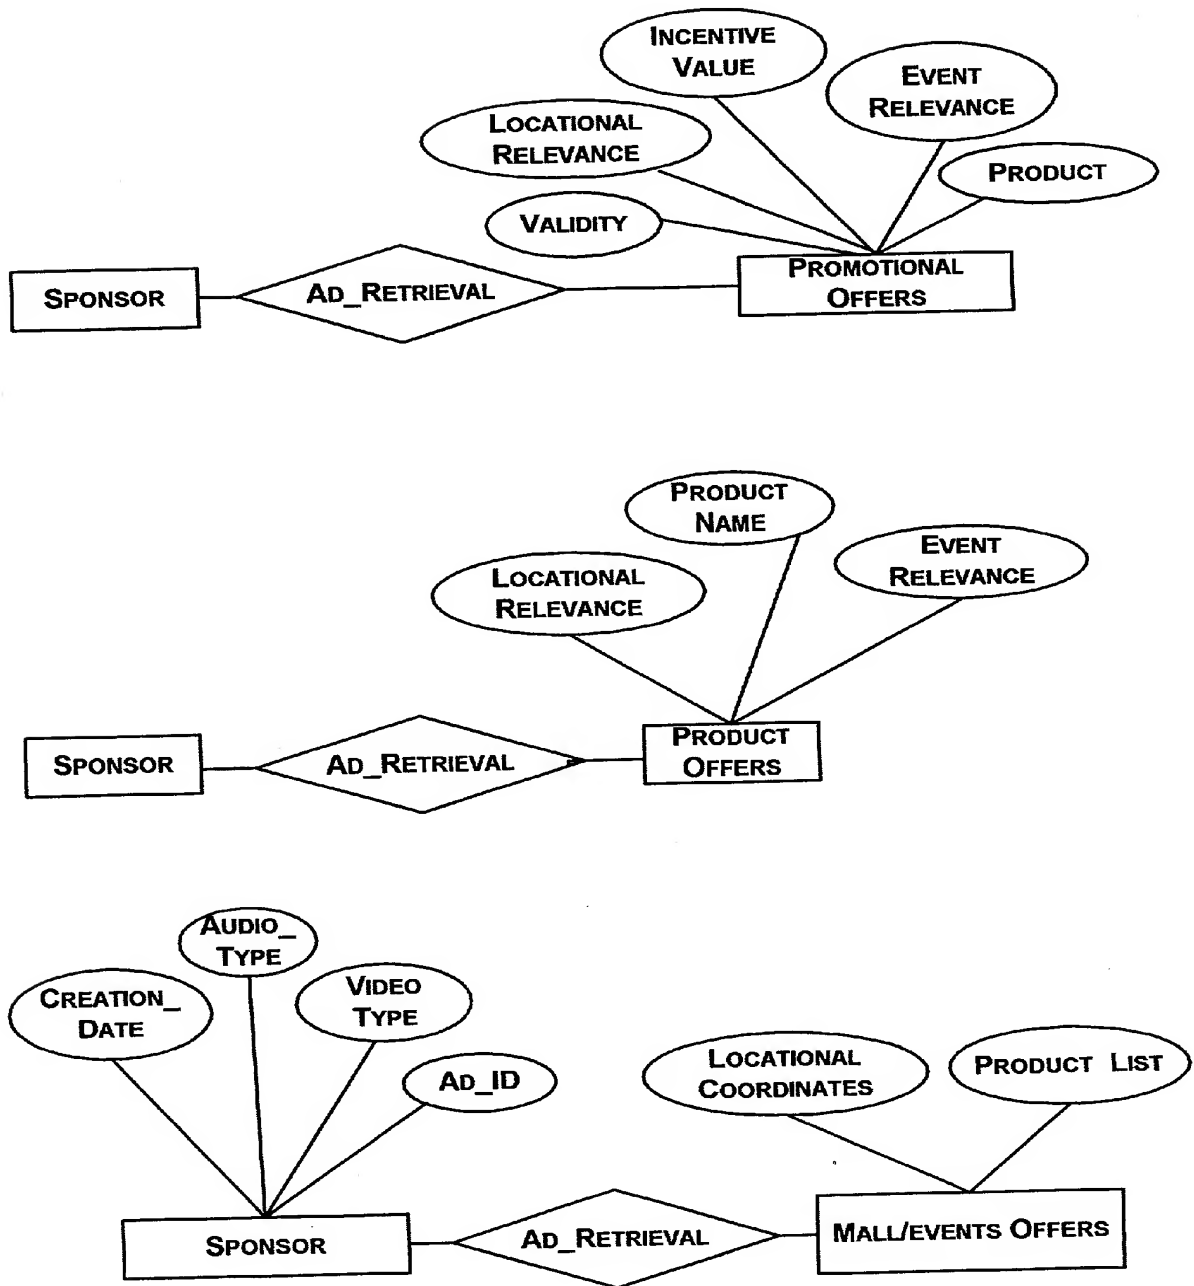 INCENTIVE
VALUE
EVENT
RELEVANCE
LOCATIONAL
RELEVANCE
PRODUCT
VALIDITY
SPONSOR
AD_RETRIEVAL
PROMOTIONAL
OFFERS
PRODUCT
NAME
EVENT
RELEVANCE
LOCATIONAL
RELEVANCE
SPONSOR
AD_RETRIEVAL
PRODUCT
OFFERS
AUDIO_
TYPE
CREATION_
DATE
VIDEO
TYPE
AD_ID
LOCATIONAL
COORDINATES
PRODUCT LIST
SPONSOR
AD_RETRIEVAL
MALL/EVENTS OFFERS